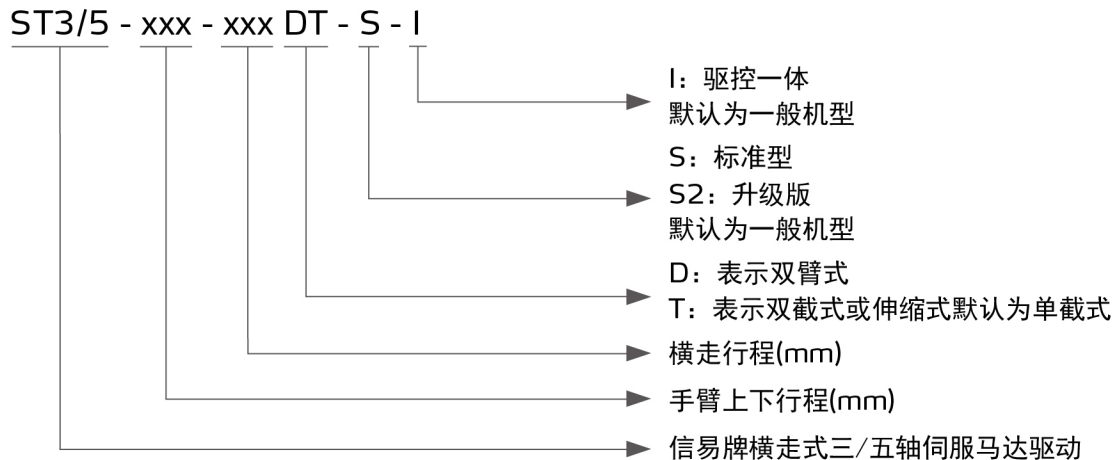 ST3/5 - xxx - xxx DT - S - I
I：驱控一体
默认为一般机型
S：标准型
S2：升级版
默认为一般机型
D：表示双臂式
T：表示双截式或伸缩式默认为单截式
横走行程(mm)
手臂上下行程(mm)
信易牌横走式三/五轴伺服马达驱动